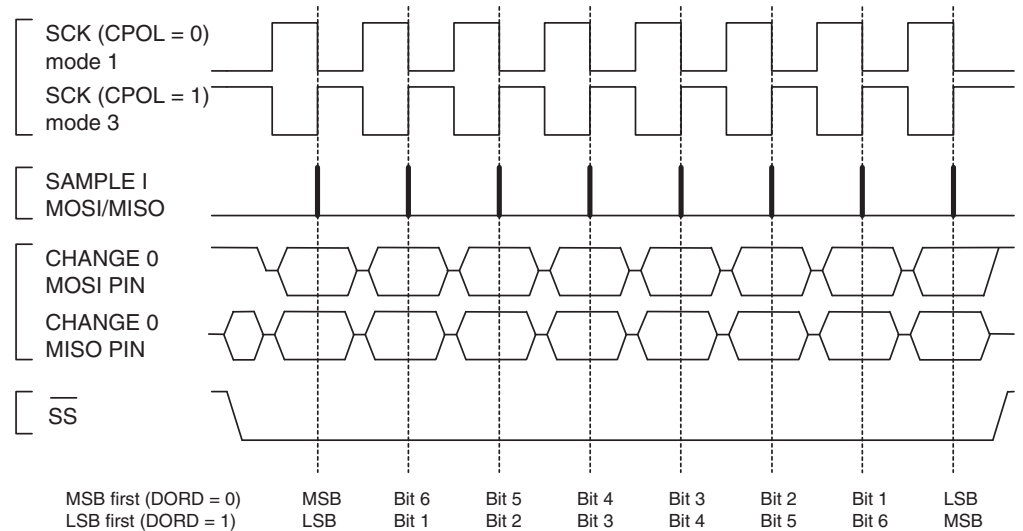 SCK (CPOL = 0)
mode 1
SCK (CPOL = 1)
mode 3
SAMPLE I
MOSI/MISO
CHANGE 0
MOSI PIN
CHANGE 0
MISO PIN
SS
MSB first (DORD = 0) MSB Bit 6 Bit 5 Bit 4 Bit 3 Bit 2 Bit 1 LSB
LSB first (DORD = 1) LSB Bit 1 Bit 2 Bit 3 Bit 4 Bit 5 Bit 6 MSB